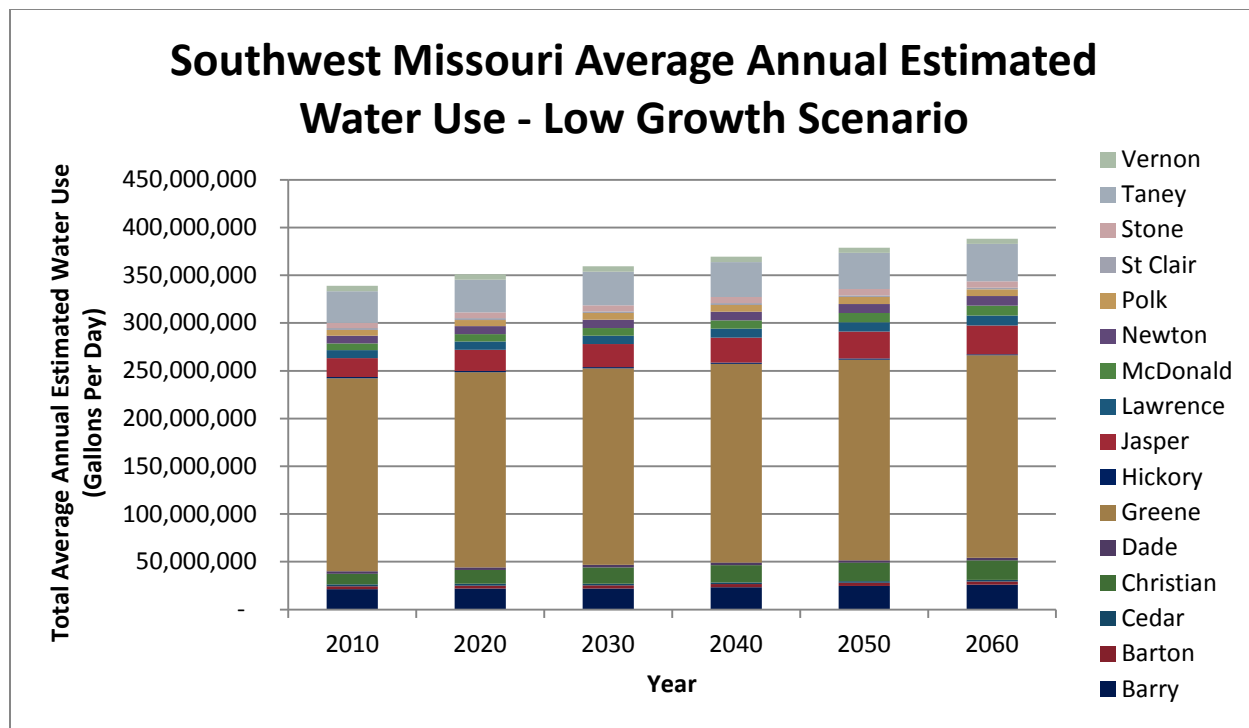 Southwest Missouri Average Annual Estimated
Water Use - Low Growth Scenario
Total Average Annual Estimated Water Use
(Gallons Per Day)
450,000,000
400,000,000
350,000,000
300,000,000
250,000,000
200,000,000
150,000,000
100,000,000
50,000,000
-
2010 2020 2030 2040 2050 2060
Year
Vernon
Taney
Stone
St Clair
Polk
Newton
McDonald
Lawrence
Jasper
Hickory
Greene
Dade
Christian
Cedar
Barton
Barry